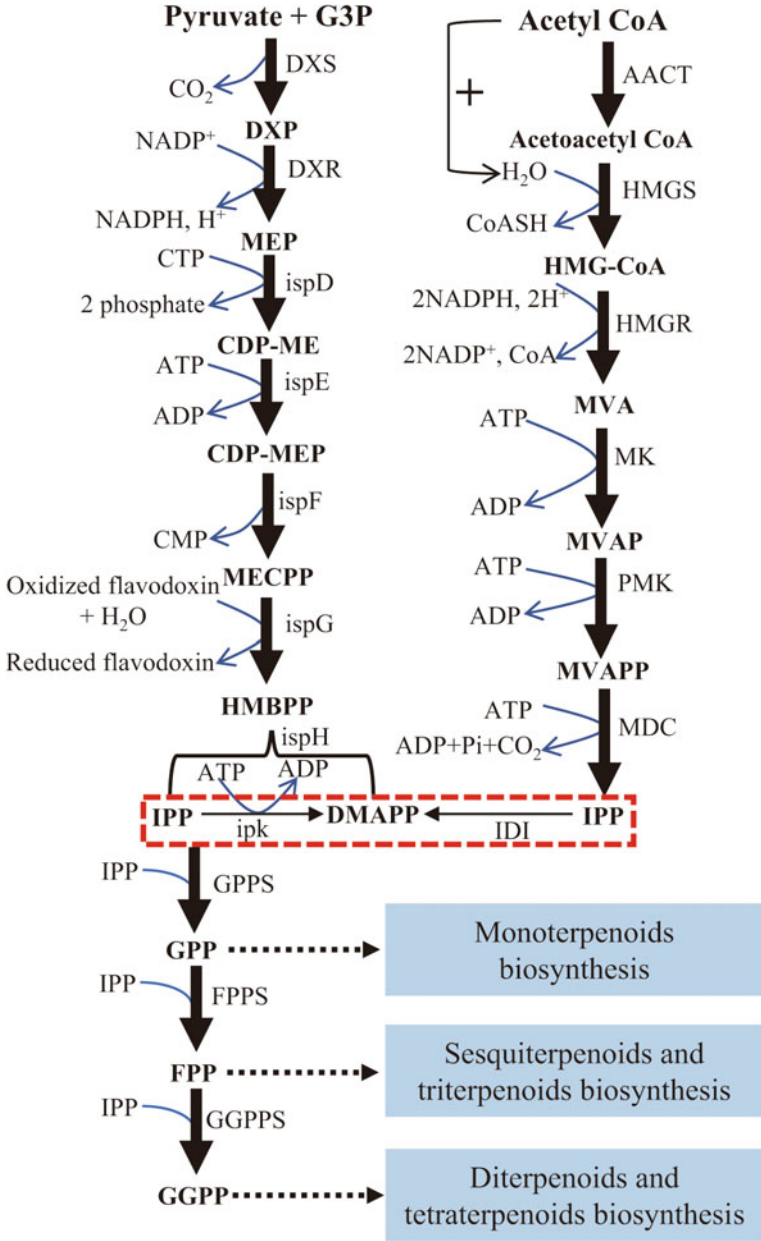 Pyruvate + G3P
DXS
CO₂
DXP
NADP⁺
DXR
NADPH, H⁺
MEP
CTP
ispD
2 phosphate
CDP-ME
ATP
ispE
ADP
CDP-MEP
ispF
CMP
MECPP
Oxidized flavodoxin
+ H₂O
ispG
Reduced flavodoxin
HMBPP
ispH
ATP
ADP
Acetyl CoA
AACT
+
Acetoacetyl CoA
H₂O
HMGS
CoASH
HMG-CoA
2NADPH, 2H⁺
HMGR
2NADP⁺, CoA
MVA
ATP
MK
ADP
MVAP
ATP
PMK
ADP
MVAPP
ATP
MDC
ADP+Pi+CO₂
IPP
ipk
DMAPP
IDI
IPP
IPP
GPPS
GPP
Monoterpenoids
biosynthesis
IPP
FPPS
FPP
Sesquiterpenoids and
triterpenoids biosynthesis
IPP
GGPPS
GGPP
Diterpenoids and
tetraterpenoids biosynthesis